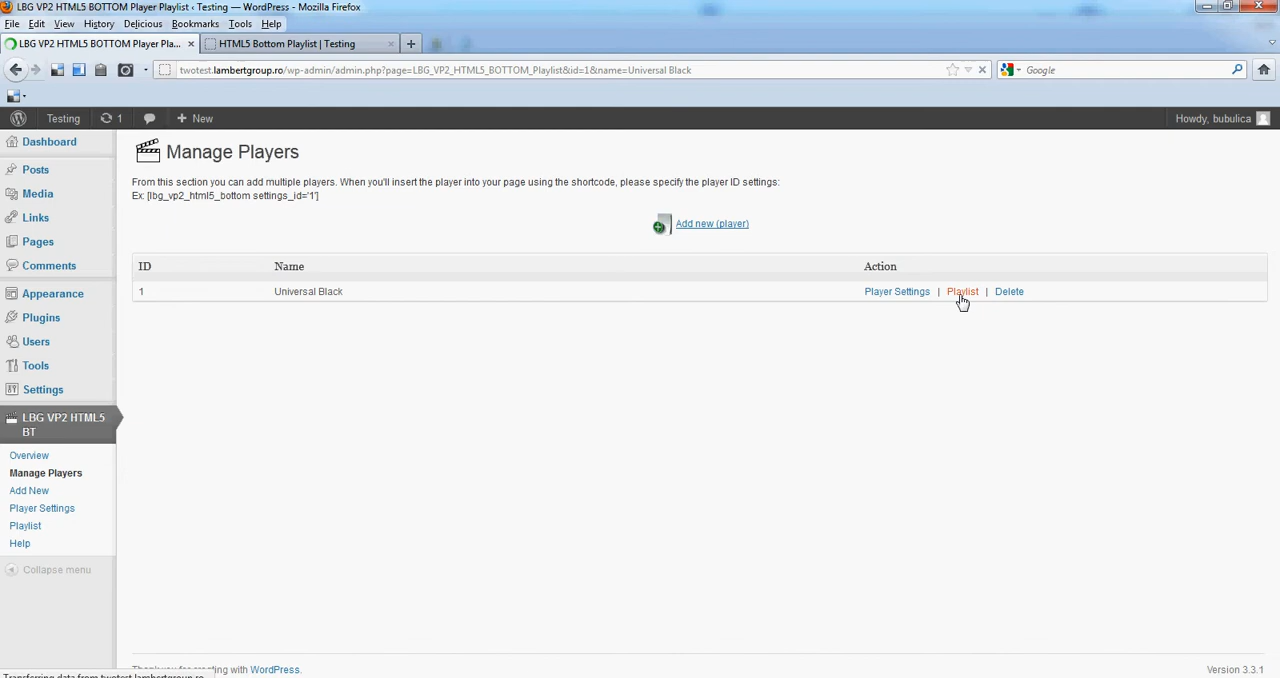 LBG VP2 HTML5 BOTTOM Player Playlist ‹ Testing — WordPress - Mozilla Firefox
File Edit View History Delicious Bookmarks Tools Help
LBG VP2 HTML5 BOTTOM Player Pla... × HTML5 Bottom Playlist | Testing × +
twotest.lambertgroup.ro/wp-admin/admin.php?page=LBG_VP2_HTML5_BOTTOM_Playlist&id=1&name=Universal Black Google
Testing 1 + New Howdy, bubulica
Dashboard
Posts
Media
Links
Pages
Comments
Appearance
Plugins
Users
Tools
Settings
LBG VP2 HTML5
BT
Overview
Manage Players
Add New
Player Settings
Playlist
Help
Collapse menu
Manage Players
From this section you can add multiple players. When you'll insert the player into your page using the shortcode, please specify the player ID settings:
Ex: [lbg_vp2_html5_bottom settings_id='1']
Add new (player)
ID Name Action
1 Universal Black Player Settings | Playlist | Delete
Thank you for creating with WordPress. Version 3.3.1
Transferring data from twotest.lambertgroup.ro...